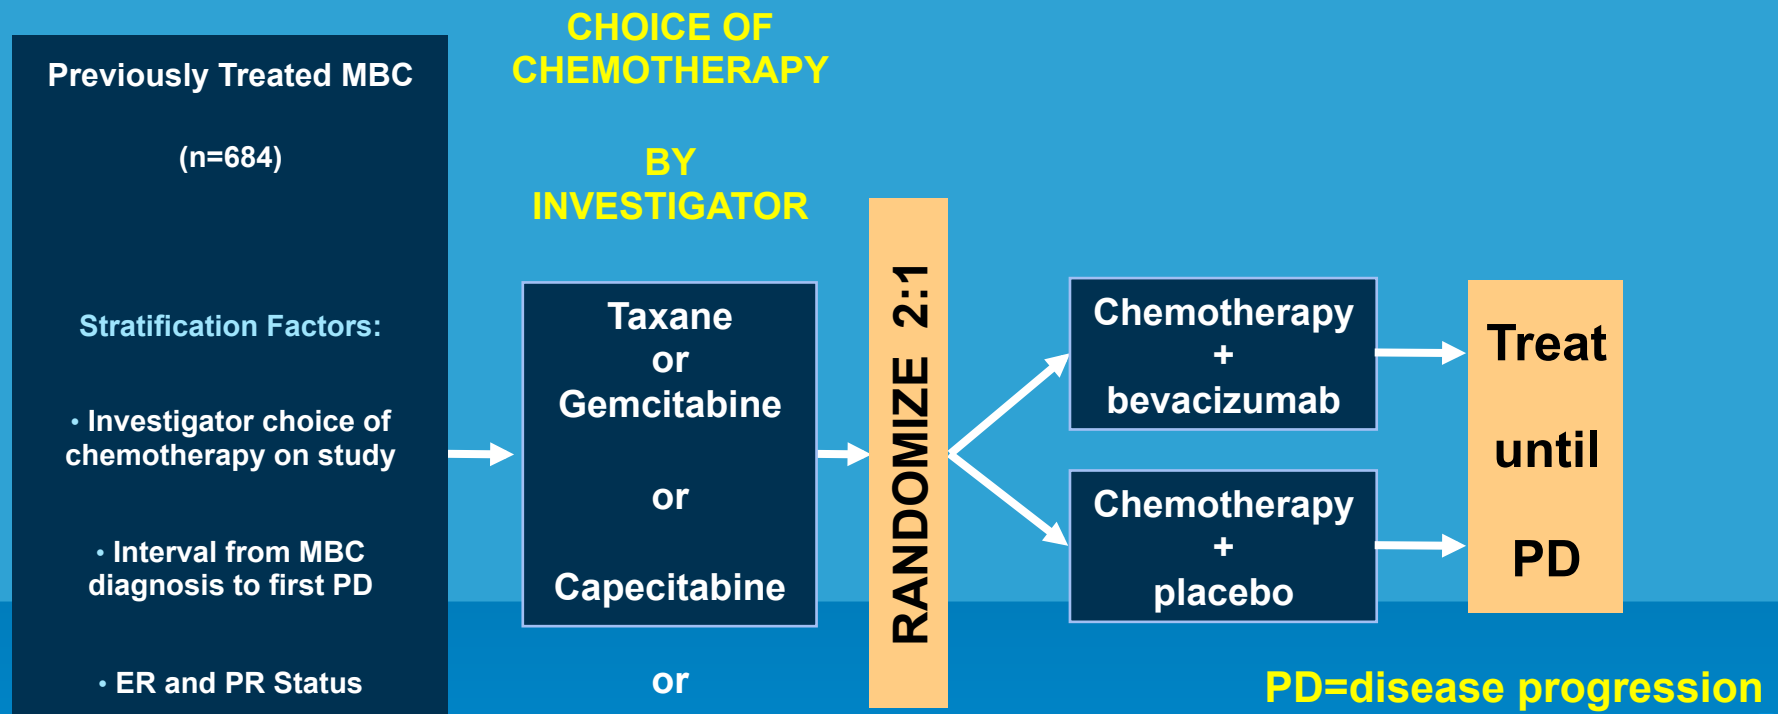 Previously Treated MBC
(n=684)
Stratification Factors:
• Investigator choice of
chemotherapy on study
• Interval from MBC
diagnosis to first PD
• ER and PR Status
CHOICE OF
CHEMOTHERAPY
BY
INVESTIGATOR
Taxane
or
Gemcitabine
or
Capecitabine
or
RANDOMIZE 2:1
Chemotherapy
+
bevacizumab
Chemotherapy
+
placebo
Treat
until
PD
PD=disease progression